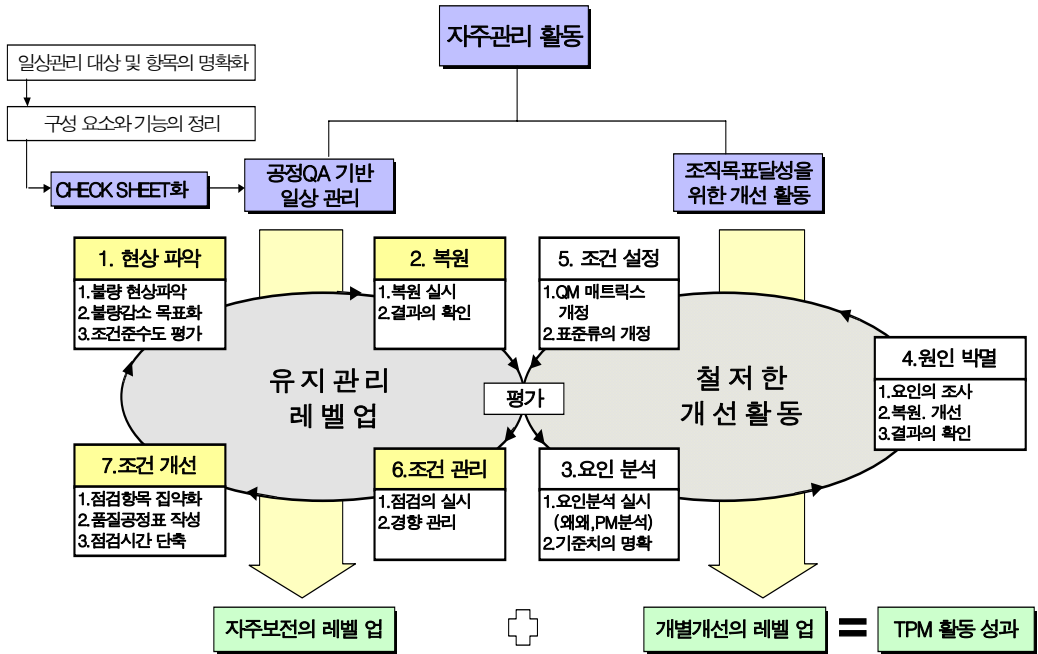 자주관리 활동
일상관리 대상 및 항목의 명확화
구성 요소와 기능의 정리
CHECK SHEET화
공정QA 기반
일상 관리
조직목표달성을
위한 개선 활동
1. 현상 파악
1.불량 현상파악
2.불량감소 목표화
3.조건준수도 평가
2. 복원
1.복원 실시
2.결과의 확인
5. 조건 설정
1.QM 매트릭스
개정
2.표준류의 개정
4.원인 박멸
1.요인의 조사
2.복원. 개선
3.결과의 확인
유지관리
레벨업
평가
철저한
개선활동
7.조건 개선
1.점검항목 집약화
2.품질공정표 작성
3.점검시간 단축
6.조건 관리
1.점검의 실시
2.경향 관리
3.요인 분석
1.요인분석 실시
(왜왜,PM분석)
2.기준치의 명확
자주보전의 레벨 업
개별개선의 레벨 업
=
TPM 활동 성과